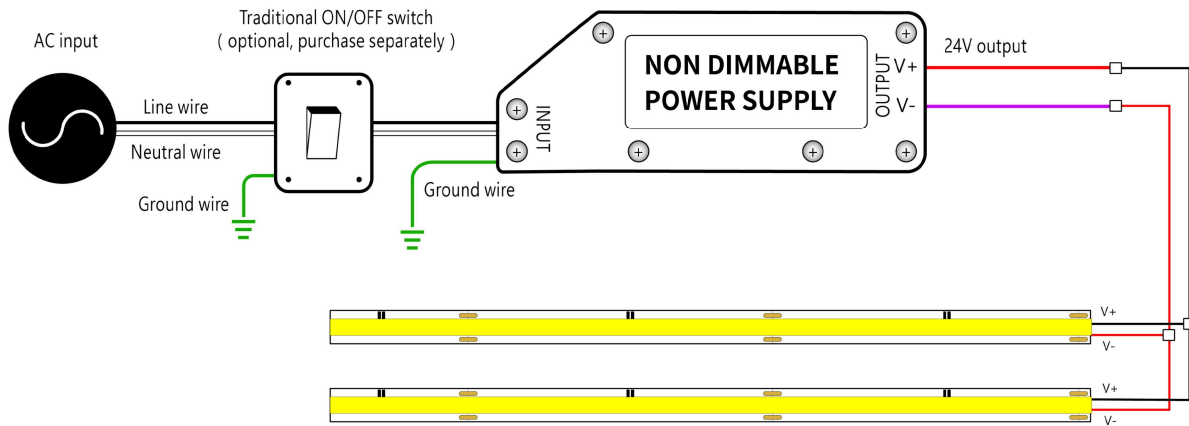 AC input
Traditional ON/OFF switch
( optional, purchase separately )
Line wire
Neutral wire
Ground wire
Ground wire
INPUT
NON DIMMABLE
POWER SUPPLY
OUTPUT
V+
V-
24V output
V+
V-
V+
V-